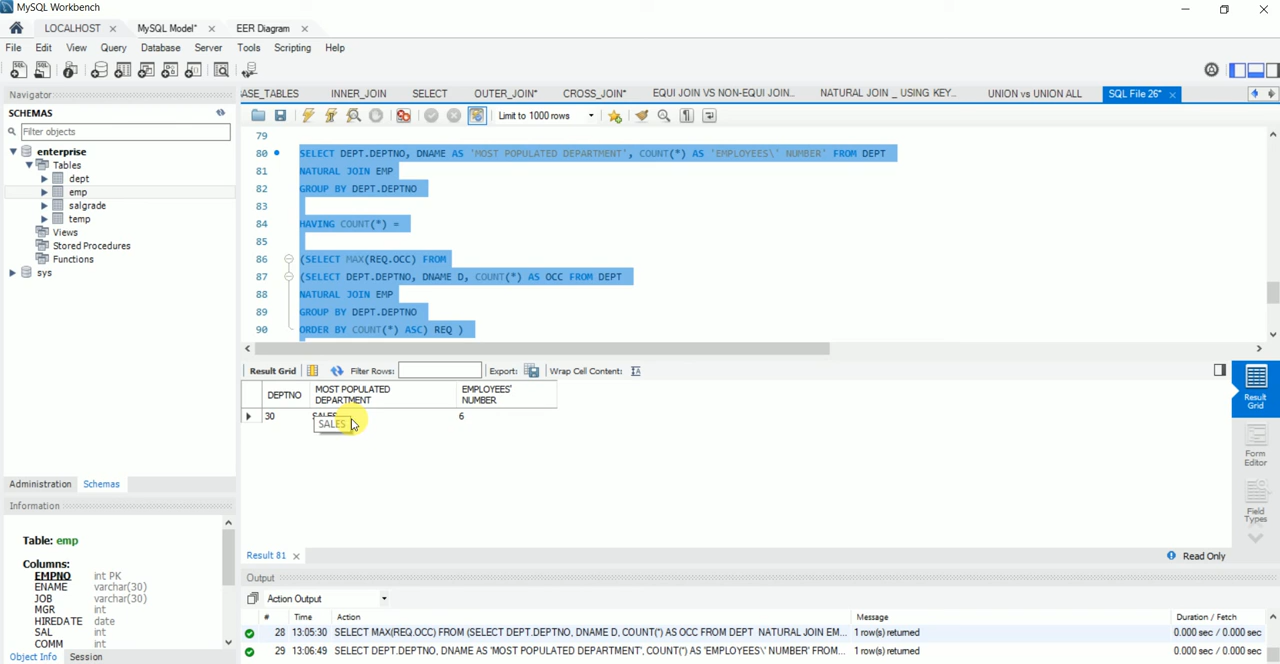 MySQL Workbench
LOCALHOST
MySQL Model*
EER Diagram
File Edit View Query Database Server Tools Scripting Help
Navigator
ASE_TABLES INNER_JOIN SELECT OUTER_JOIN* CROSS_JOIN* EQUI JOIN VS NON-EQUI JOIN... NATURAL JOIN _ USING KEY... UNION vs UNION ALL SQL File 26*
SCHEMAS
Filter objects
Limit to 1000 rows
enterprise
Tables
dept
emp
salgrade
temp
Views
Stored Procedures
Functions
sys
79
80 SELECT DEPT.DEPTNO, DNAME AS 'MOST POPULATED DEPARTMENT', COUNT(*) AS 'EMPLOYEES\' NUMBER' FROM DEPT
81 NATURAL JOIN EMP
82 GROUP BY DEPT.DEPTNO
83
84 HAVING COUNT(*) =
85
86 (SELECT MAX(REQ.OCC) FROM
87 (SELECT DEPT.DEPTNO, DNAME D, COUNT(*) AS OCC FROM DEPT
88 NATURAL JOIN EMP
89 GROUP BY DEPT.DEPTNO
90 ORDER BY COUNT(*) ASC) REQ )
Result Grid Filter Rows: Export: Wrap Cell Content:
DEPTNO MOST POPULATED DEPARTMENT EMPLOYEES' NUMBER
30 SALES 6
SALES
Result Grid
Form Editor
Field Types
Administration Schemas
Information
Table: emp
Columns:
EMPNO int PK
ENAME varchar(30)
JOB varchar(30)
MGR int
HIREDATE date
SAL int
COMM int
Object Info Session
Result 81
Read Only
Output
Action Output
# Time Action Message Duration / Fetch
28 13:05:30 SELECT MAX(REQ.OCC) FROM (SELECT DEPT.DEPTNO, DNAME D, COUNT(*) AS OCC FROM DEPT NATURAL JOIN EM... 1 row(s) returned 0.000 sec / 0.000 sec
29 13:06:49 SELECT DEPT.DEPTNO, DNAME AS 'MOST POPULATED DEPARTMENT', COUNT(*) AS 'EMPLOYEES\' NUMBER' FROM... 1 row(s) returned 0.000 sec / 0.000 sec